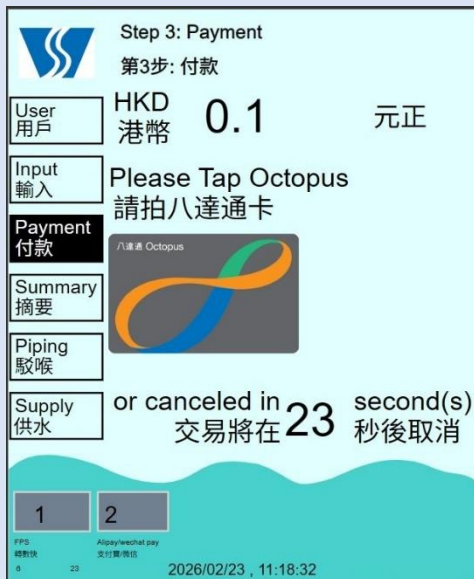 Step 3: Payment
第3步: 付款
HKD
港幣
0.1
元正
User
用戶
Input
輸入
Please Tap Octopus
請拍八達通卡
Payment
付款
八達通 Octopus
Summary
摘要
Piping
駁喉
Supply
供水
or canceled in 23 second(s)
交易將在 秒後取消
1
2
FPS
轉數快
Alipay/wechat pay
支付寶/微信
6 23
2026/02/23 , 11:18:32